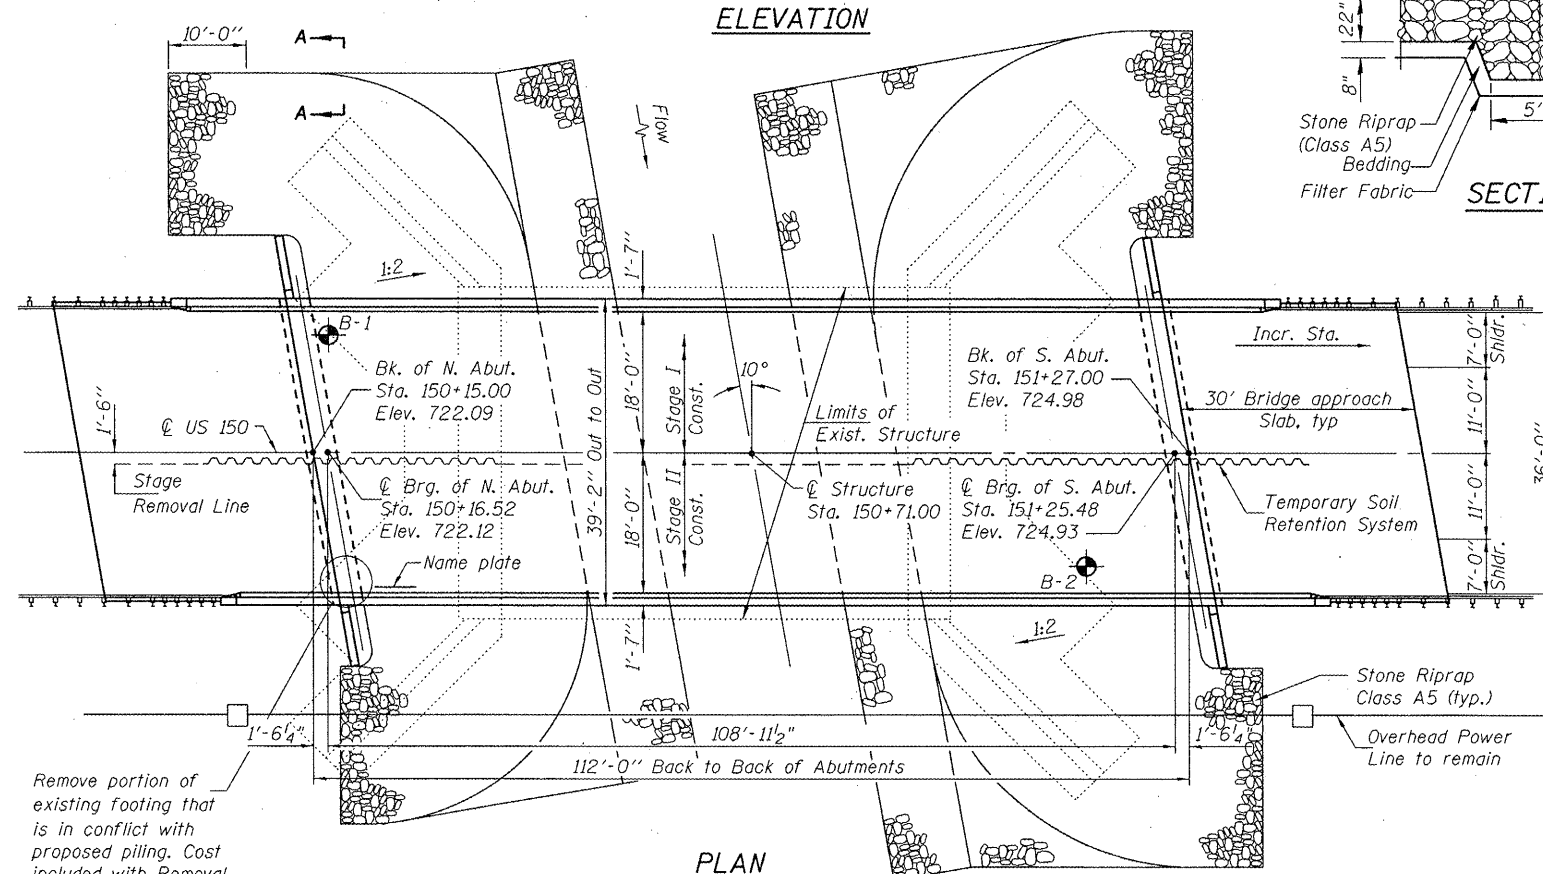 ELEVATION
10'-0"
A
A
Flow
22"
8"
5'
Stone Riprap
(Class A5)
Bedding
Filter Fabric
1:2
1'-7"
B-1
Bk. of N. Abut.
Sta. 150+15.00
Elev. 722.09
18'-0"
Stage I
Const.
10°
Bk. of S. Abut.
Sta. 151+27.00
Elev. 724.98
Incr. Sta.
7'-0"
Shldr.
30' Bridge approach
Slab, typ
11'-0"
1'-6"
℄ US 150
39'-2" Out to Out
Limits of
Exist. Structure
36'-0"
Stage
Removal Line
℄ Brg. of N. Abut.
Sta. 150+16.52
Elev. 722.12
18'-0"
Stage II
Const.
℄ Structure
Sta. 150+71.00
℄ Brg. of S. Abut.
Sta. 151+25.48
Elev. 724.93
Temporary Soil
Retention System
11'-0"
Name plate
B-2
7'-0"
Shldr.
1'-7"
1:2
Stone Riprap
Class A5 (typ.)
1'-6¼"
108'-11½"
1'-6¼"
Overhead Power
Line to remain
112'-0" Back to Back of Abutments
Remove portion of
existing footing that
is in conflict with
proposed piling. Cost
included with Removal
PLAN